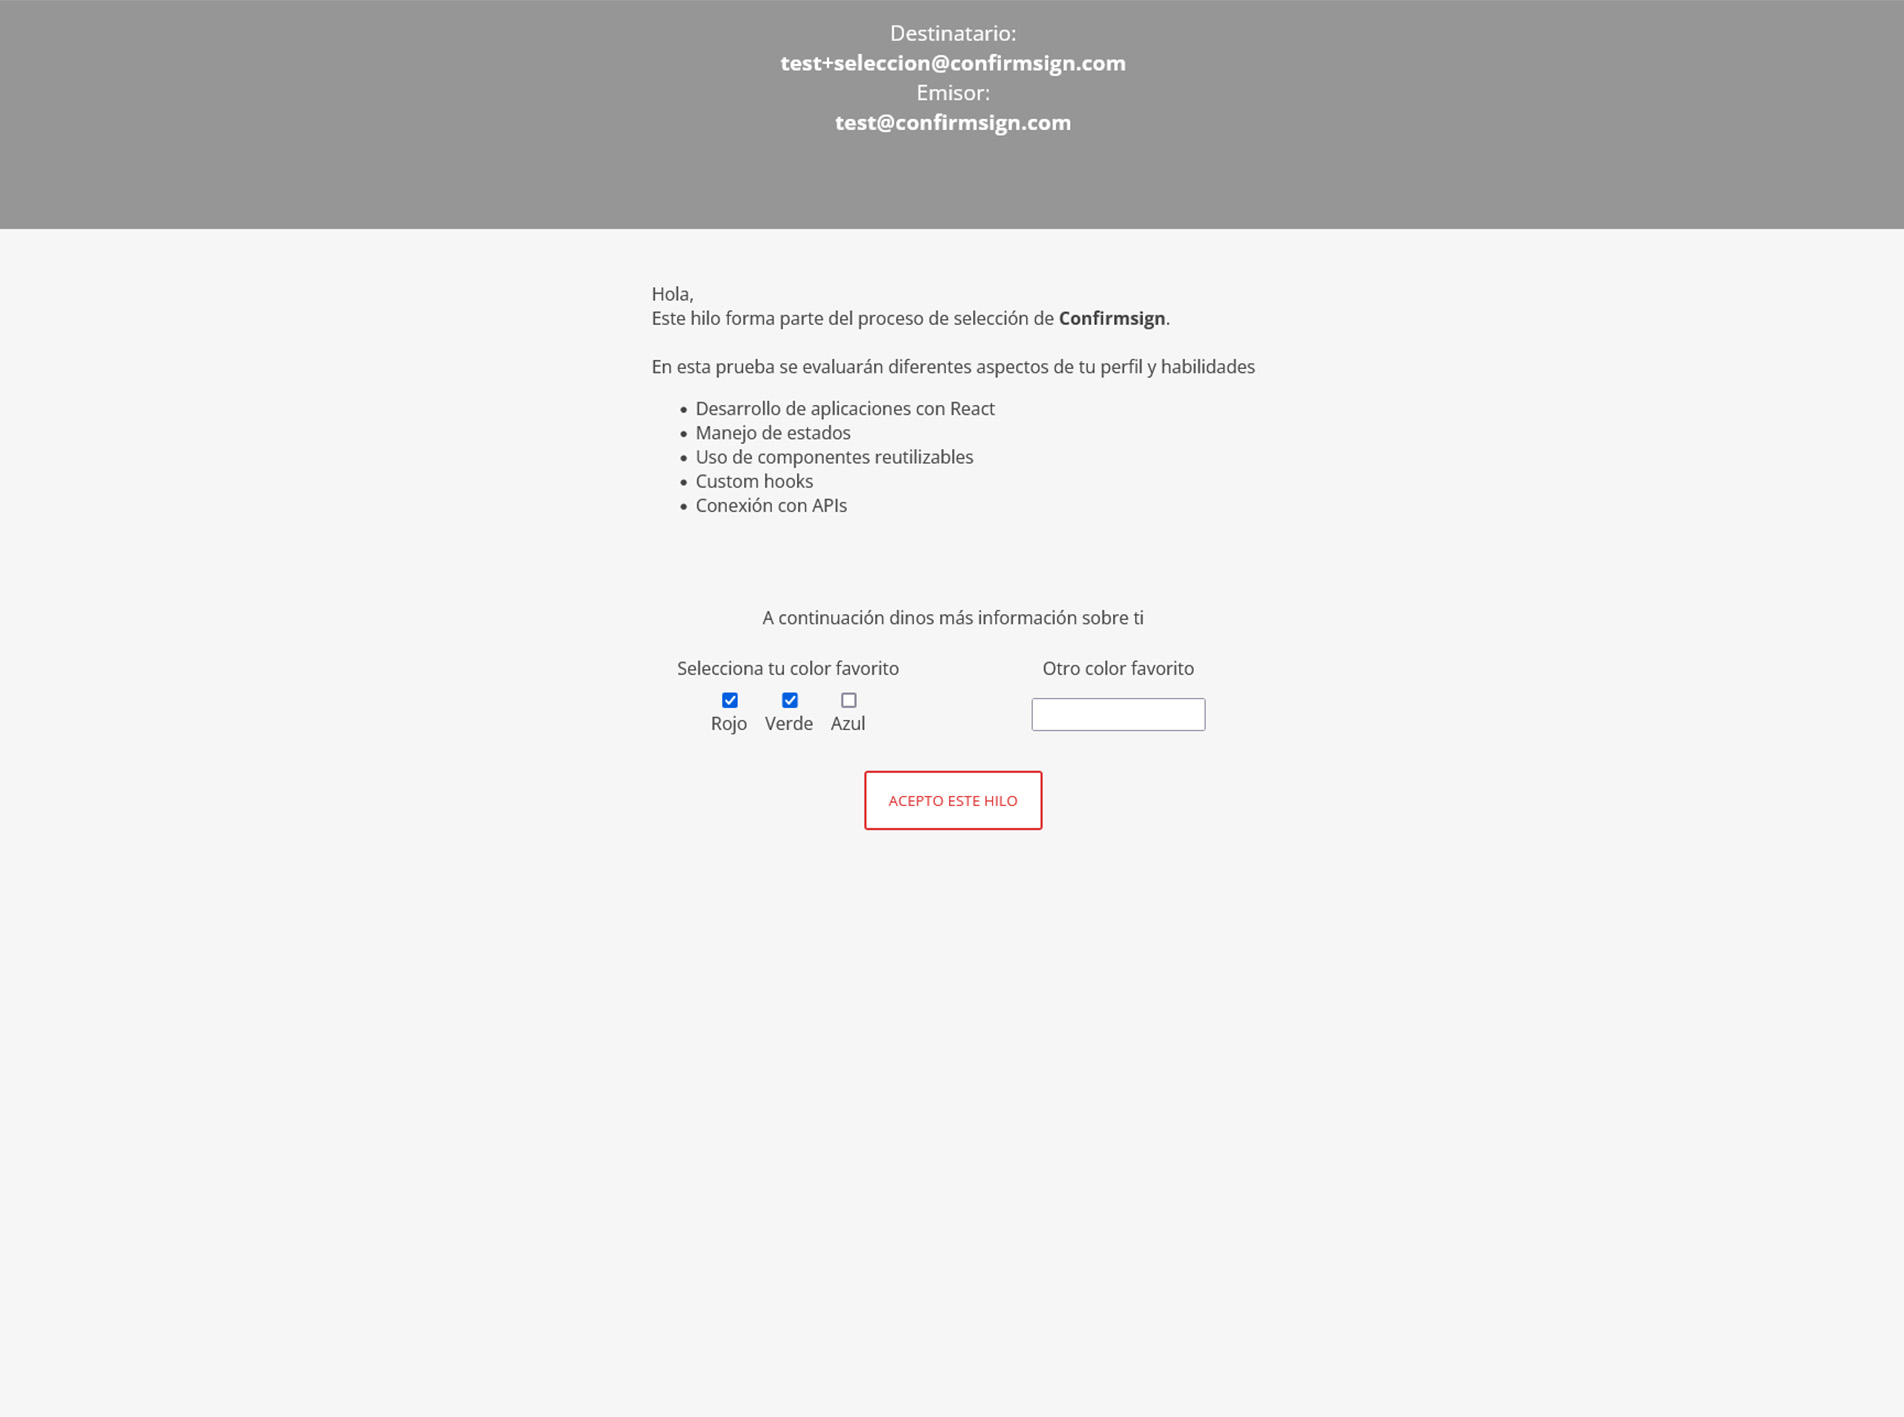 Destinatario:
test+seleccion@confirmsign.com
Emisor:
test@confirmsign.com
Hola,
Este hilo forma parte del proceso de selección de Confirmsign.
En esta prueba se evaluarán diferentes aspectos de tu perfil y habilidades
• Desarrollo de aplicaciones con React
• Manejo de estados
• Uso de componentes reutilizables
• Custom hooks
• Conexión con APIs
A continuación dinos más información sobre ti
Selecciona tu color favorito
Rojo Verde Azul
Otro color favorito
ACEPTO ESTE HILO